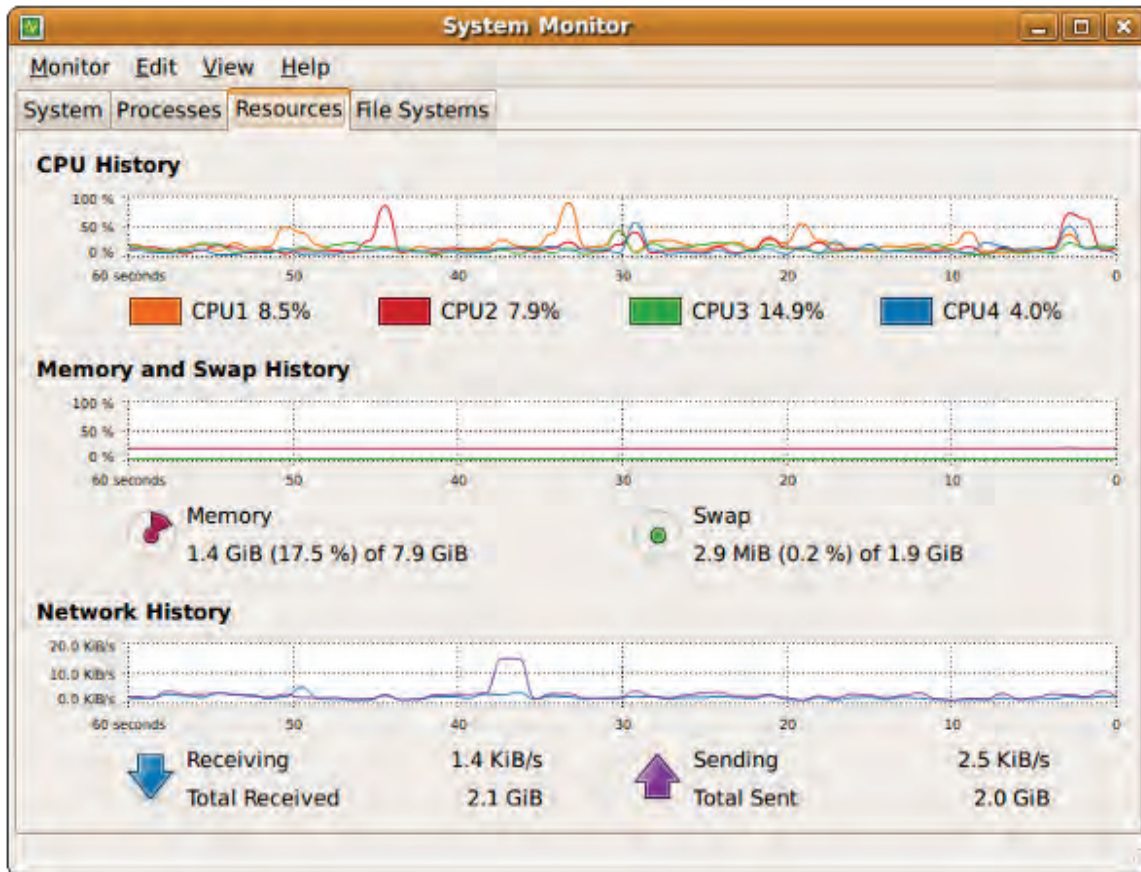 System Monitor
Monitor Edit View Help
System Processes Resources File Systems
CPU History
100 %
50 %
0 %
60 seconds 50 40 30 20 10 0
CPU1 8.5% CPU2 7.9% CPU3 14.9% CPU4 4.0%
Memory and Swap History
100 %
50 %
0 %
60 seconds 50 40 30 20 10 0
Memory Swap
1.4 GiB (17.5 %) of 7.9 GiB 2.9 MiB (0.2 %) of 1.9 GiB
Network History
20.0 KiB/s
10.0 KiB/s
0.0 KiB/s
60 seconds 50 40 30 20 10 0
Receiving 1.4 KiB/s Sending 2.5 KiB/s
Total Received 2.1 GiB Total Sent 2.0 GiB